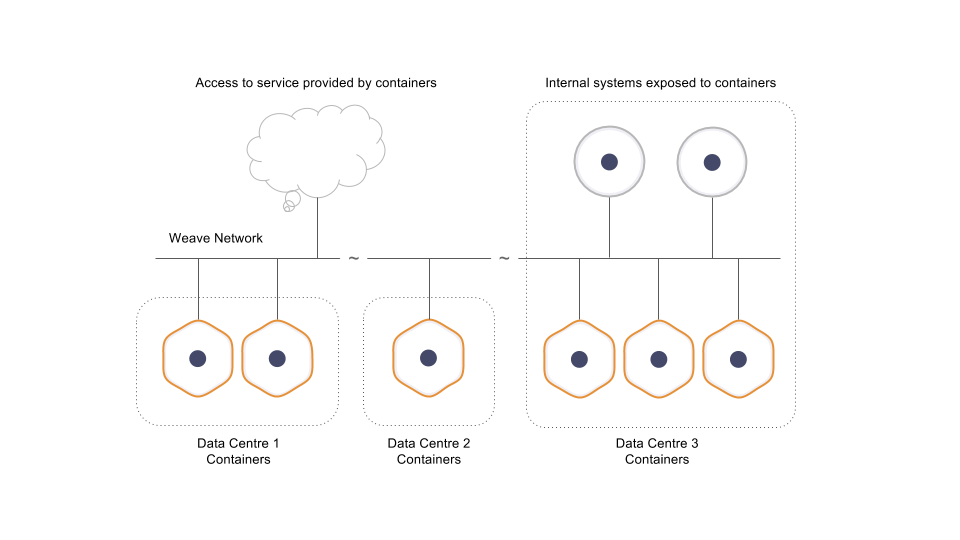 Access to service provided by containers
Internal systems exposed to containers
Weave Network
~
~
Data Centre 1
Containers
Data Centre 2
Containers
Data Centre 3
Containers